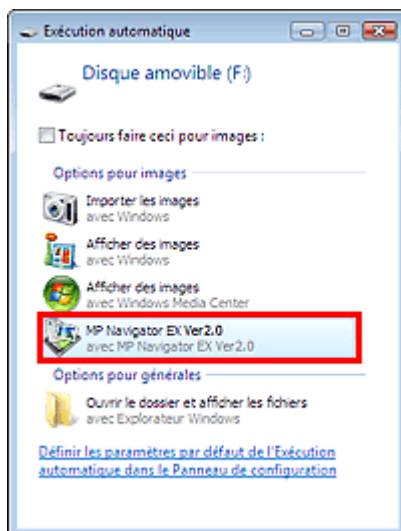 Exécution automatique
Disque amovible (F:)
Toujours faire ceci pour images :
Options pour images
Importer les images
avec Windows
Afficher des images
avec Windows
Afficher des images
avec Windows Media Center
MP Navigator EX Ver2.0
avec MP Navigator EX Ver2.0
Options pour générales
Ouvrir le dossier et afficher les fichiers
avec Explorateur Windows
Définir les paramètres par défaut de l'Exécution
automatique dans le Panneau de configuration